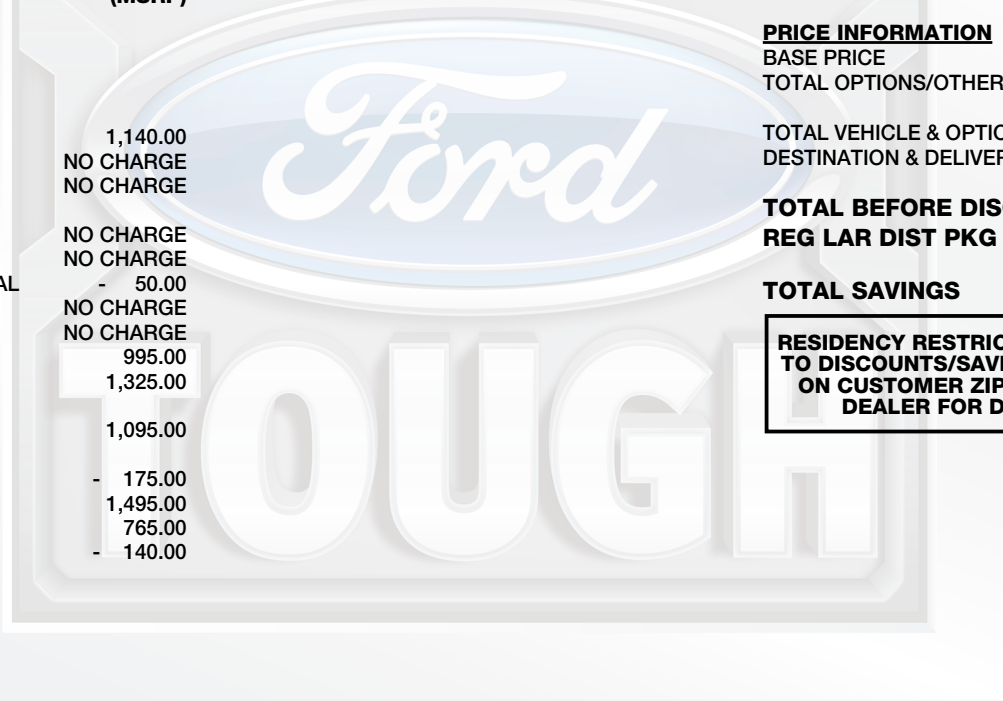 (MSRP)
1,140.00
NO CHARGE
NO CHARGE
NO CHARGE
NO CHARGE
AL - 50.00
NO CHARGE
NO CHARGE
995.00
1,325.00
1,095.00
- 175.00
1,495.00
765.00
- 140.00
Ford
TOUGH
PRICE INFORMATION
BASE PRICE
TOTAL OPTIONS/OTHER
TOTAL VEHICLE & OPTIO
DESTINATION & DELIVER
TOTAL BEFORE DIS
REG LAR DIST PKG
TOTAL SAVINGS
RESIDENCY RESTRIC
TO DISCOUNTS/SAVI
ON CUSTOMER ZIP
DEALER FOR D